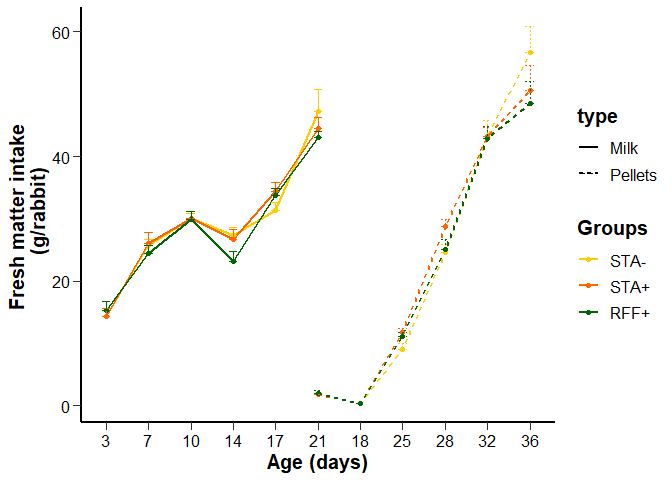 60
40
20
0
Fresh matter intake
(g/rabbit)
3 7 10 14 17 21 18 25 28 32 36
Age (days)
type
Milk
Pellets
Groups
STA-
STA+
RFF+